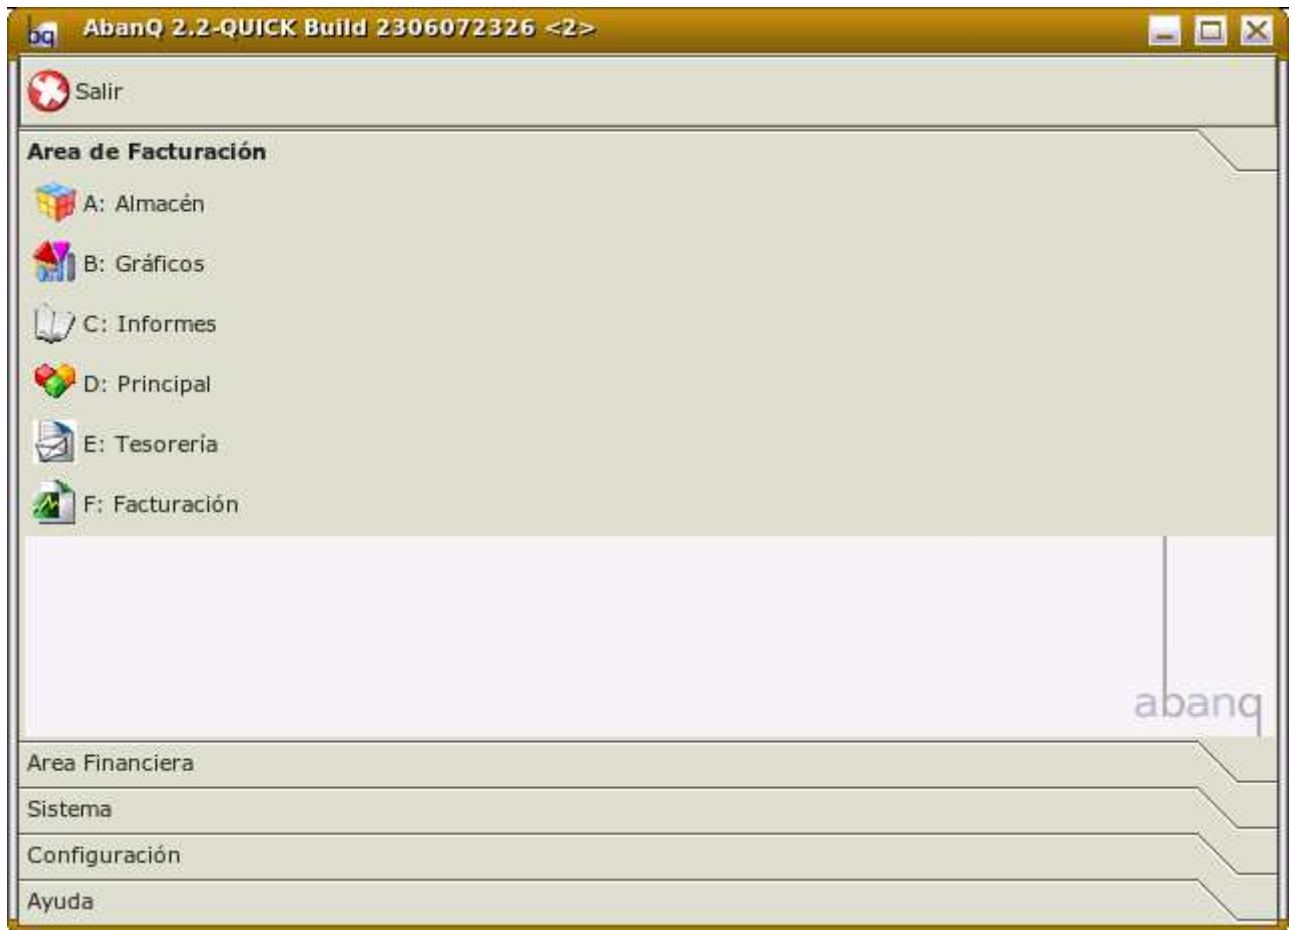 bq AbanQ 2.2-QUICK Build 2306072326 <2>
Salir
Area de Facturación
A: Almacén
B: Gráficos
C: Informes
D: Principal
E: Tesorería
F: Facturación
abanq
Area Financiera
Sistema
Configuración
Ayuda